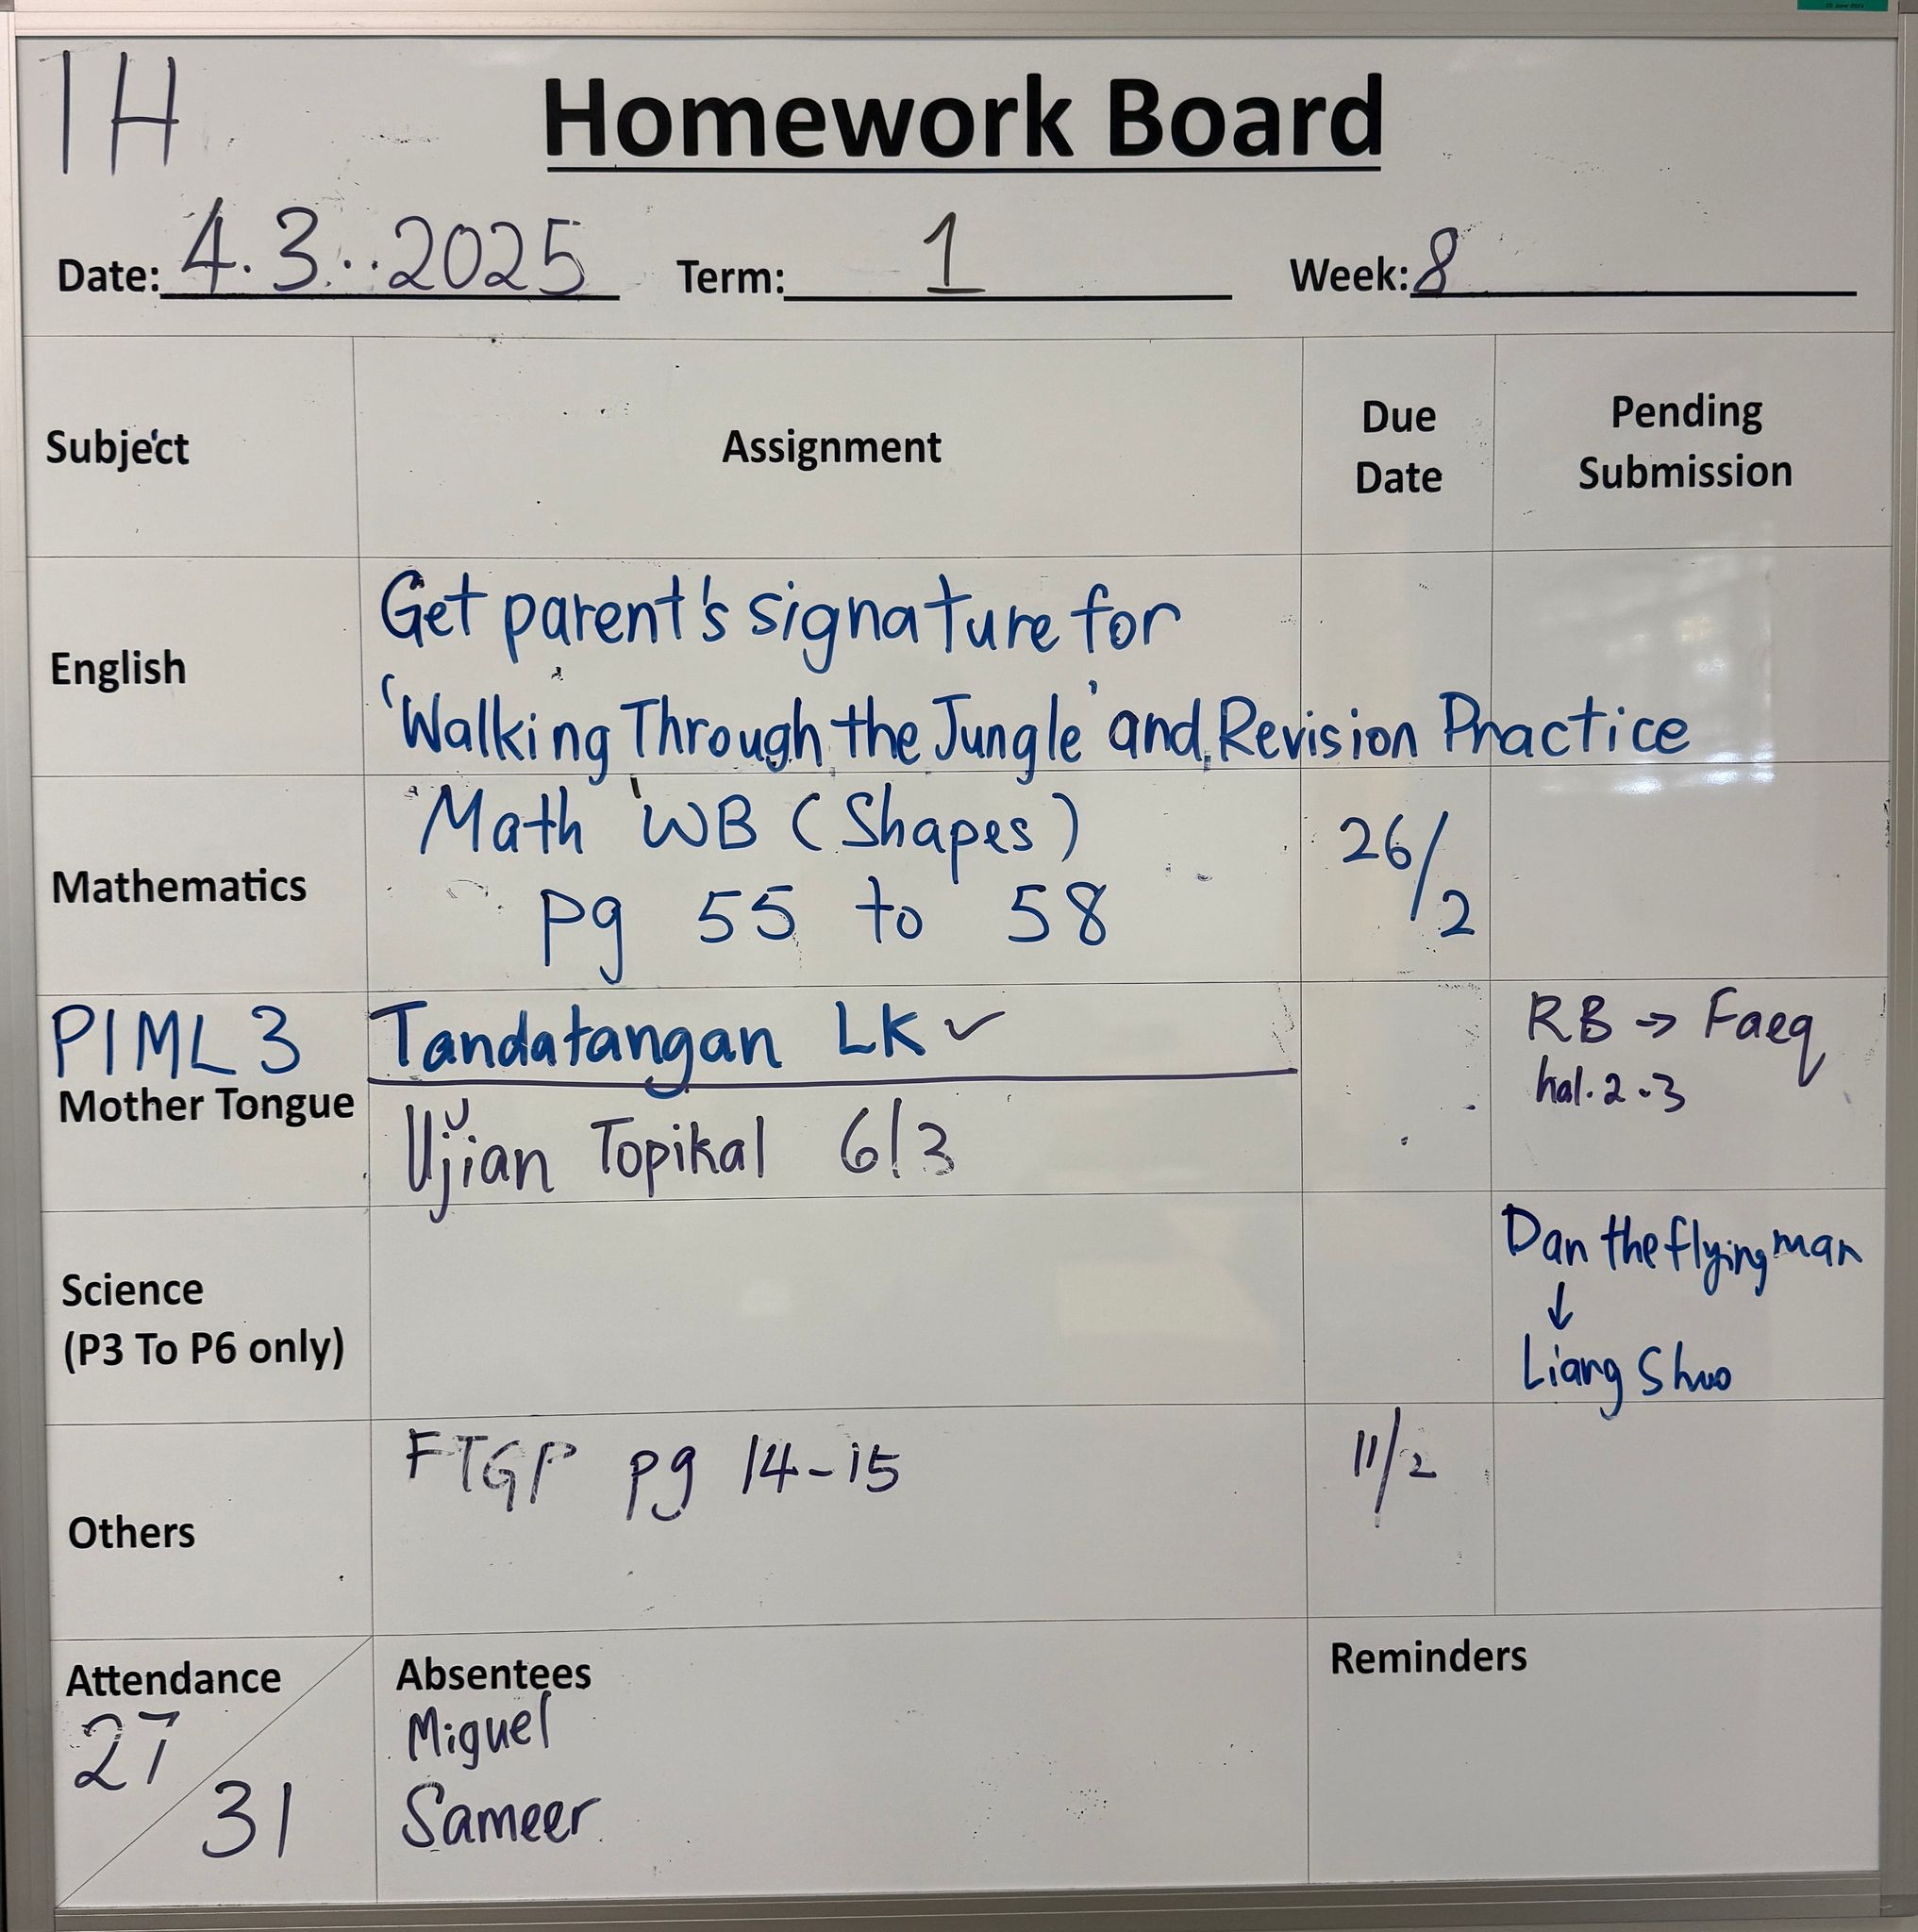 1H
Homework Board
Date: 4.3..2025 Term: 1 Week: 8
Subject Assignment Due Date Pending Submission
English
Get parent's signature for
'Walking Through the Jungle' and Revision Practice
Mathematics
Math WB (Shapes)
pg 55 to 58
26/2
PIML 3
Mother Tongue
Tandatangan LK ✓
Ujian Topikal 6/3
RB → Faeq
hal. 2.3
Science
(P3 To P6 only)
Dan the flying man
↓
Liang Shuo
Others
FTGP pg 14-15
11/2
Attendance
27/31
Absentees
Miguel
Sameer
Reminders